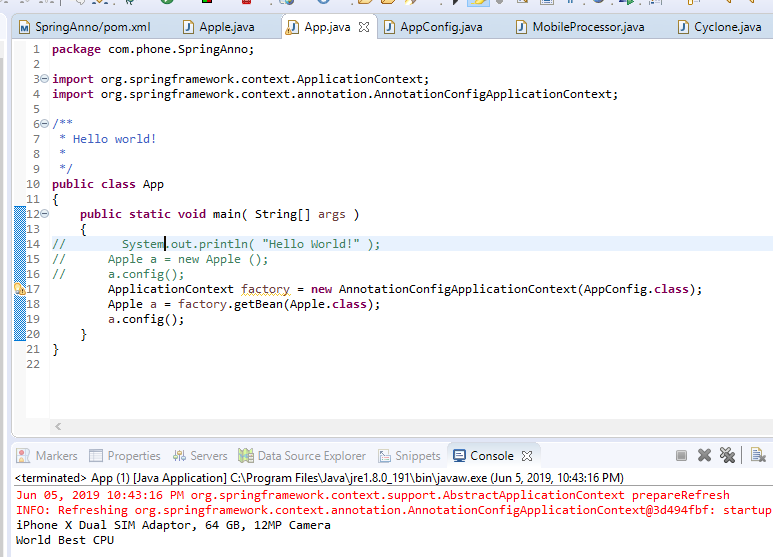 SpringAnno/pom.xml Apple.java App.java AppConfig.java MobileProcessor.java Cyclone.java
1 package com.phone.SpringAnno;
2
3 import org.springframework.context.ApplicationContext;
4 import org.springframework.context.annotation.AnnotationConfigApplicationContext;
5
6 /**
7 * Hello world!
8 *
9 */
10 public class App
11 {
12 public static void main( String[] args )
13 {
14 // System.out.println( "Hello World!" );
15 // Apple a = new Apple ();
16 // a.config();
17 ApplicationContext factory = new AnnotationConfigApplicationContext(AppConfig.class);
18 Apple a = factory.getBean(Apple.class);
19 a.config();
20 }
21 }
22
Markers Properties Servers Data Source Explorer Snippets Console
<terminated> App (1) [Java Application] C:\Program Files\Java\jre1.8.0_191\bin\javaw.exe (Jun 5, 2019, 10:43:16 PM)
Jun 05, 2019 10:43:16 PM org.springframework.context.support.AbstractApplicationContext prepareRefresh
INFO: Refreshing org.springframework.context.annotation.AnnotationConfigApplicationContext@3d494fbf: startup
iPhone X Dual SIM Adaptor, 64 GB, 12MP Camera
World Best CPU